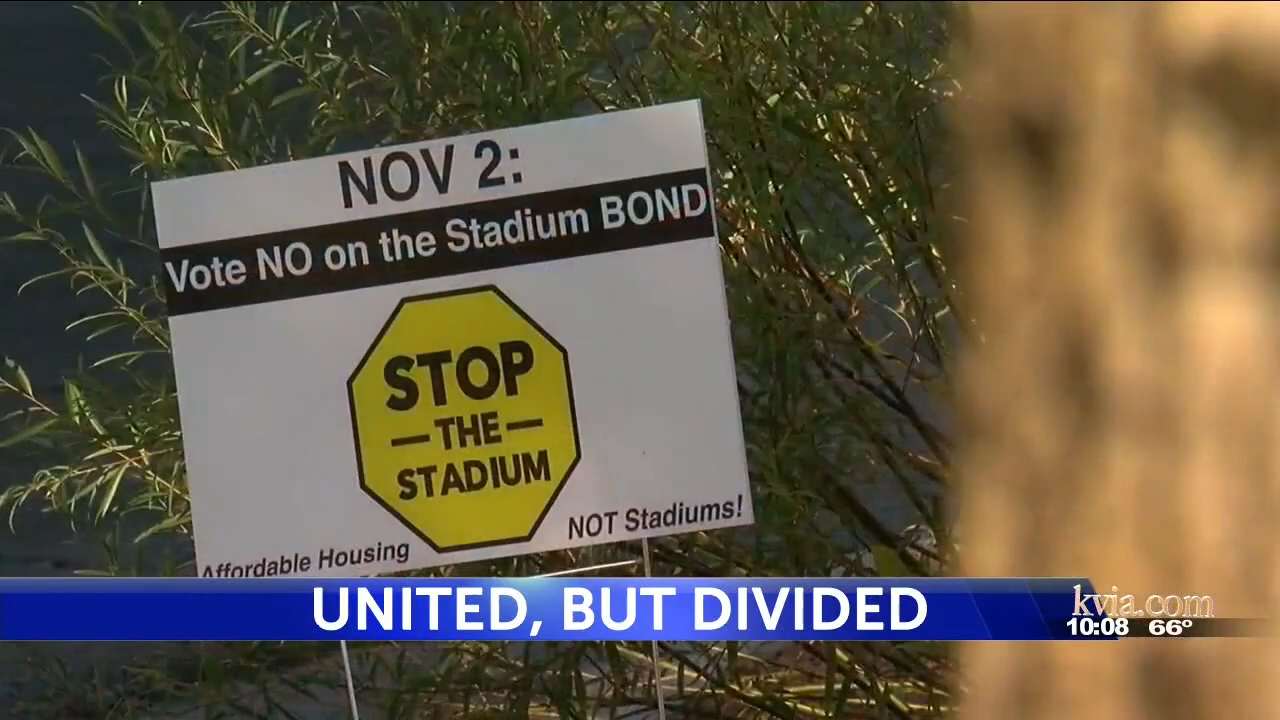 NOV 2:
Vote NO on the Stadium BOND
STOP
THE
STADIUM
Affordable Housing
NOT Stadiums!
UNITED, BUT DIVIDED
kvia.com
10:08 66°